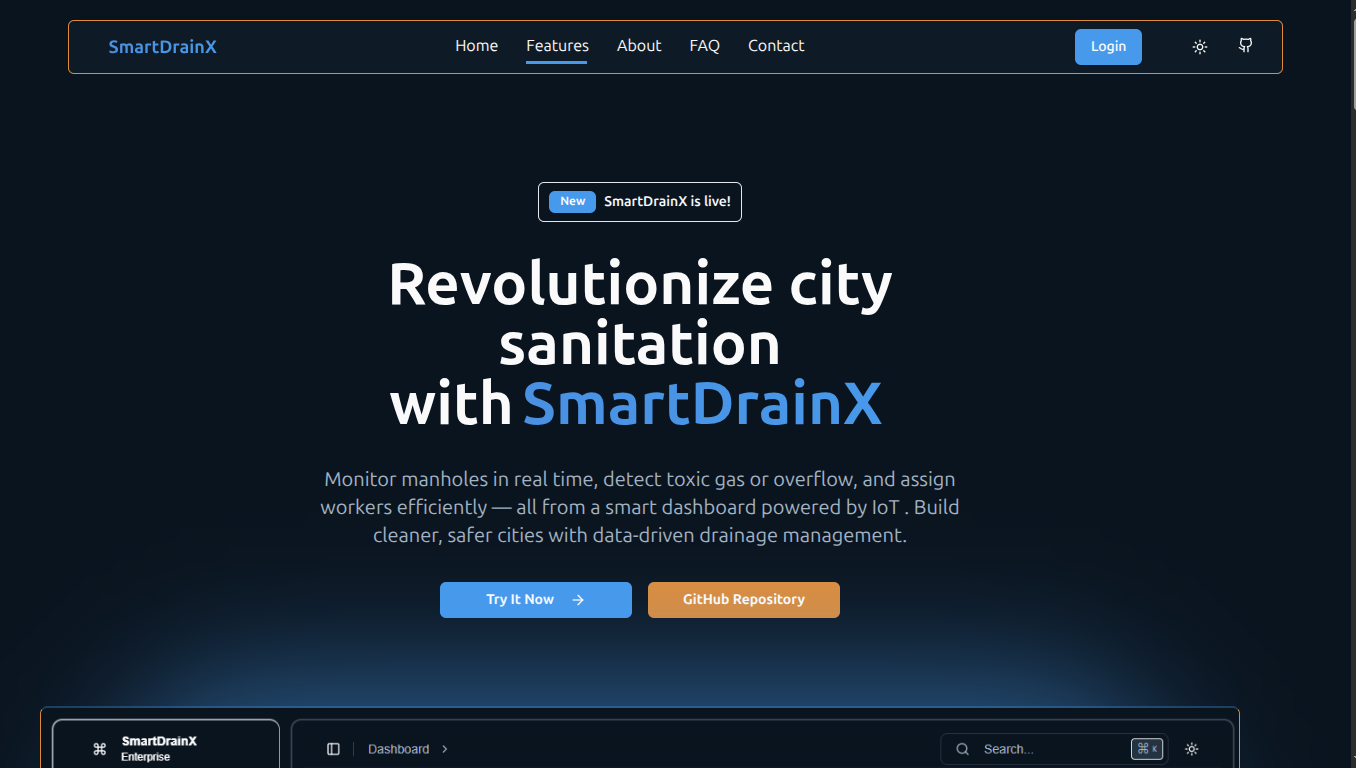 SmartDrainX
Home Features About FAQ Contact
Login
New SmartDrainX is live!
Revolutionize city
sanitation
with SmartDrainX
Monitor manholes in real time, detect toxic gas or overflow, and assign
workers efficiently — all from a smart dashboard powered by IoT . Build
cleaner, safer cities with data-driven drainage management.
Try It Now →
GitHub Repository
SmartDrainX
Enterprise
Dashboard >
Search...
⌘ K